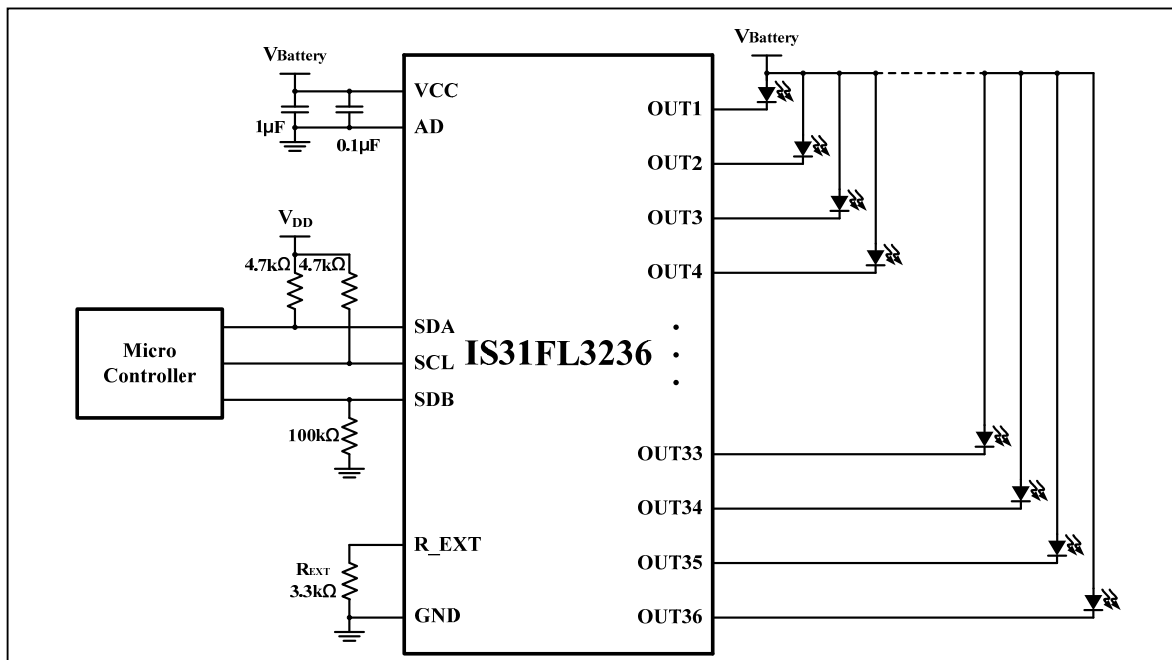 VBattery
VCC
1μF
0.1μF
AD
VDD
4.7kΩ 4.7kΩ
Micro
Controller
SDA
SCL
SDB
100kΩ
R_EXT
REXT
3.3kΩ
GND
IS31FL3236
VBattery
OUT1
OUT2
OUT3
OUT4
OUT33
OUT34
OUT35
OUT36